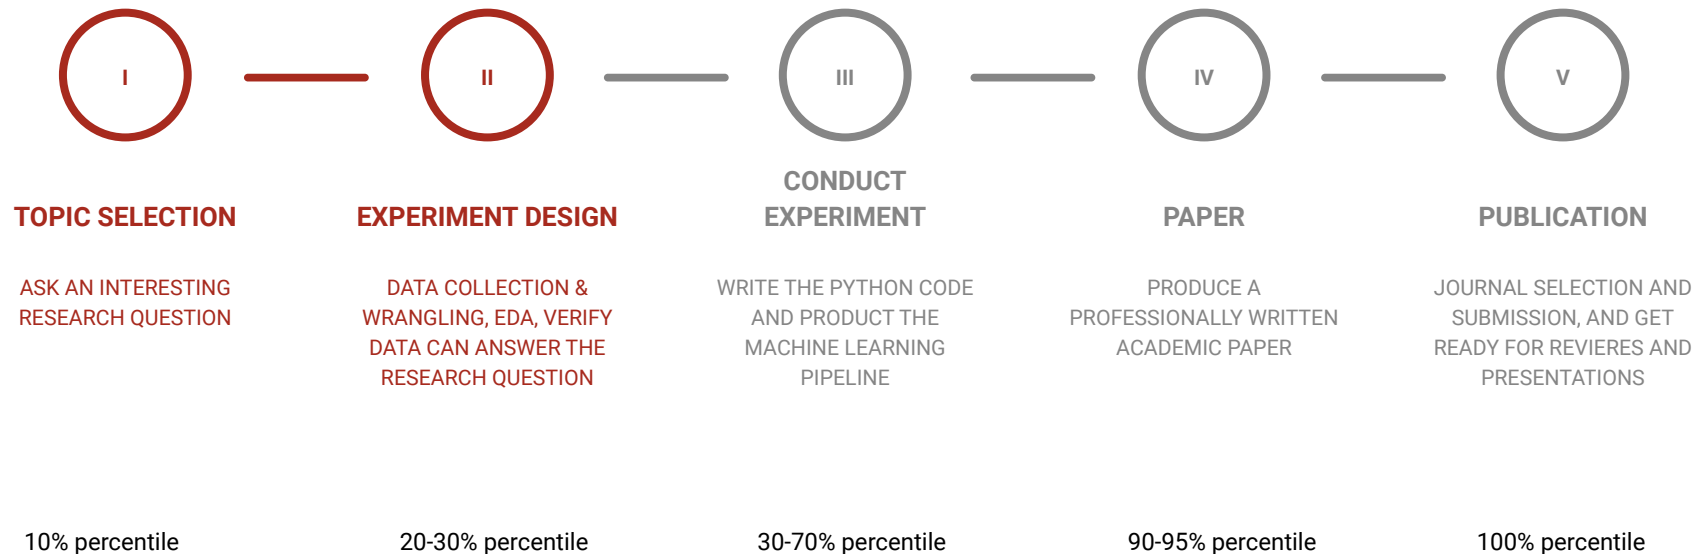 I
II
III
IV
V
TOPIC SELECTION
EXPERIMENT DESIGN
CONDUCT
EXPERIMENT
PAPER
PUBLICATION
ASK AN INTERESTING
RESEARCH QUESTION
DATA COLLECTION &
WRANGLING, EDA, VERIFY
DATA CAN ANSWER THE
RESEARCH QUESTION
WRITE THE PYTHON CODE
AND PRODUCT THE
MACHINE LEARNING
PIPELINE
PRODUCE A
PROFESSIONALLY WRITTEN
ACADEMIC PAPER
JOURNAL SELECTION AND
SUBMISSION, AND GET
READY FOR REVIERES AND
PRESENTATIONS
10% percentile
20-30% percentile
30-70% percentile
90-95% percentile
100% percentile